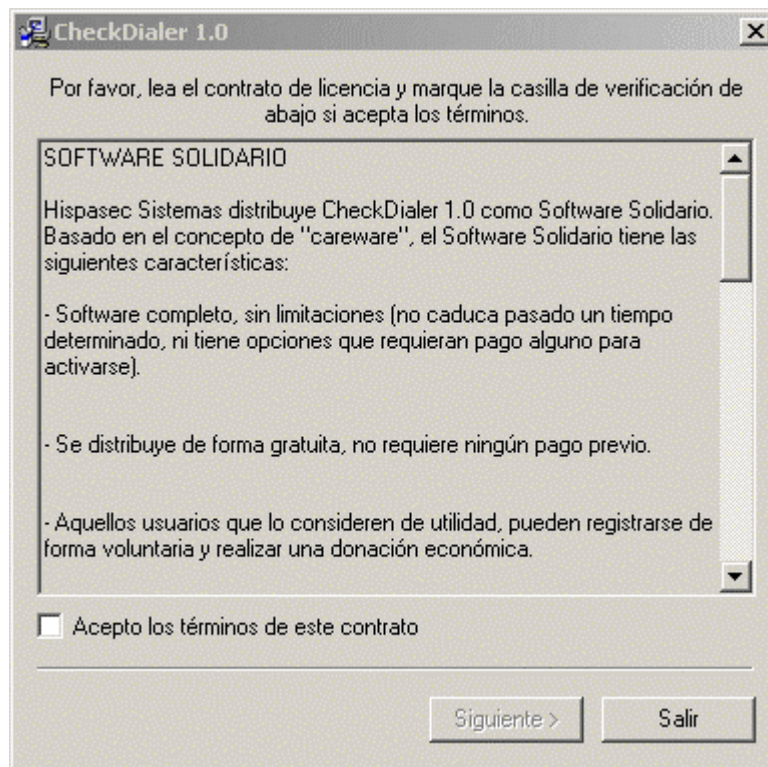 CheckDialer 1.0
Por favor, lea el contrato de licencia y marque la casilla de verificación de
abajo si acepta los términos.
SOFTWARE SOLIDARIO
Hispasec Sistemas distribuye CheckDialer 1.0 como Software Solidario.
Basado en el concepto de "careware", el Software Solidario tiene las
siguientes características:
- Software completo, sin limitaciones (no caduca pasado un tiempo
determinado, ni tiene opciones que requieran pago alguno para
activarse).
- Se distribuye de forma gratuita, no requiere ningún pago previo.
- Aquellos usuarios que lo consideren de utilidad, pueden registrarse de
forma voluntaria y realizar una donación económica.
Acepto los términos de este contrato
Siguiente >
Salir